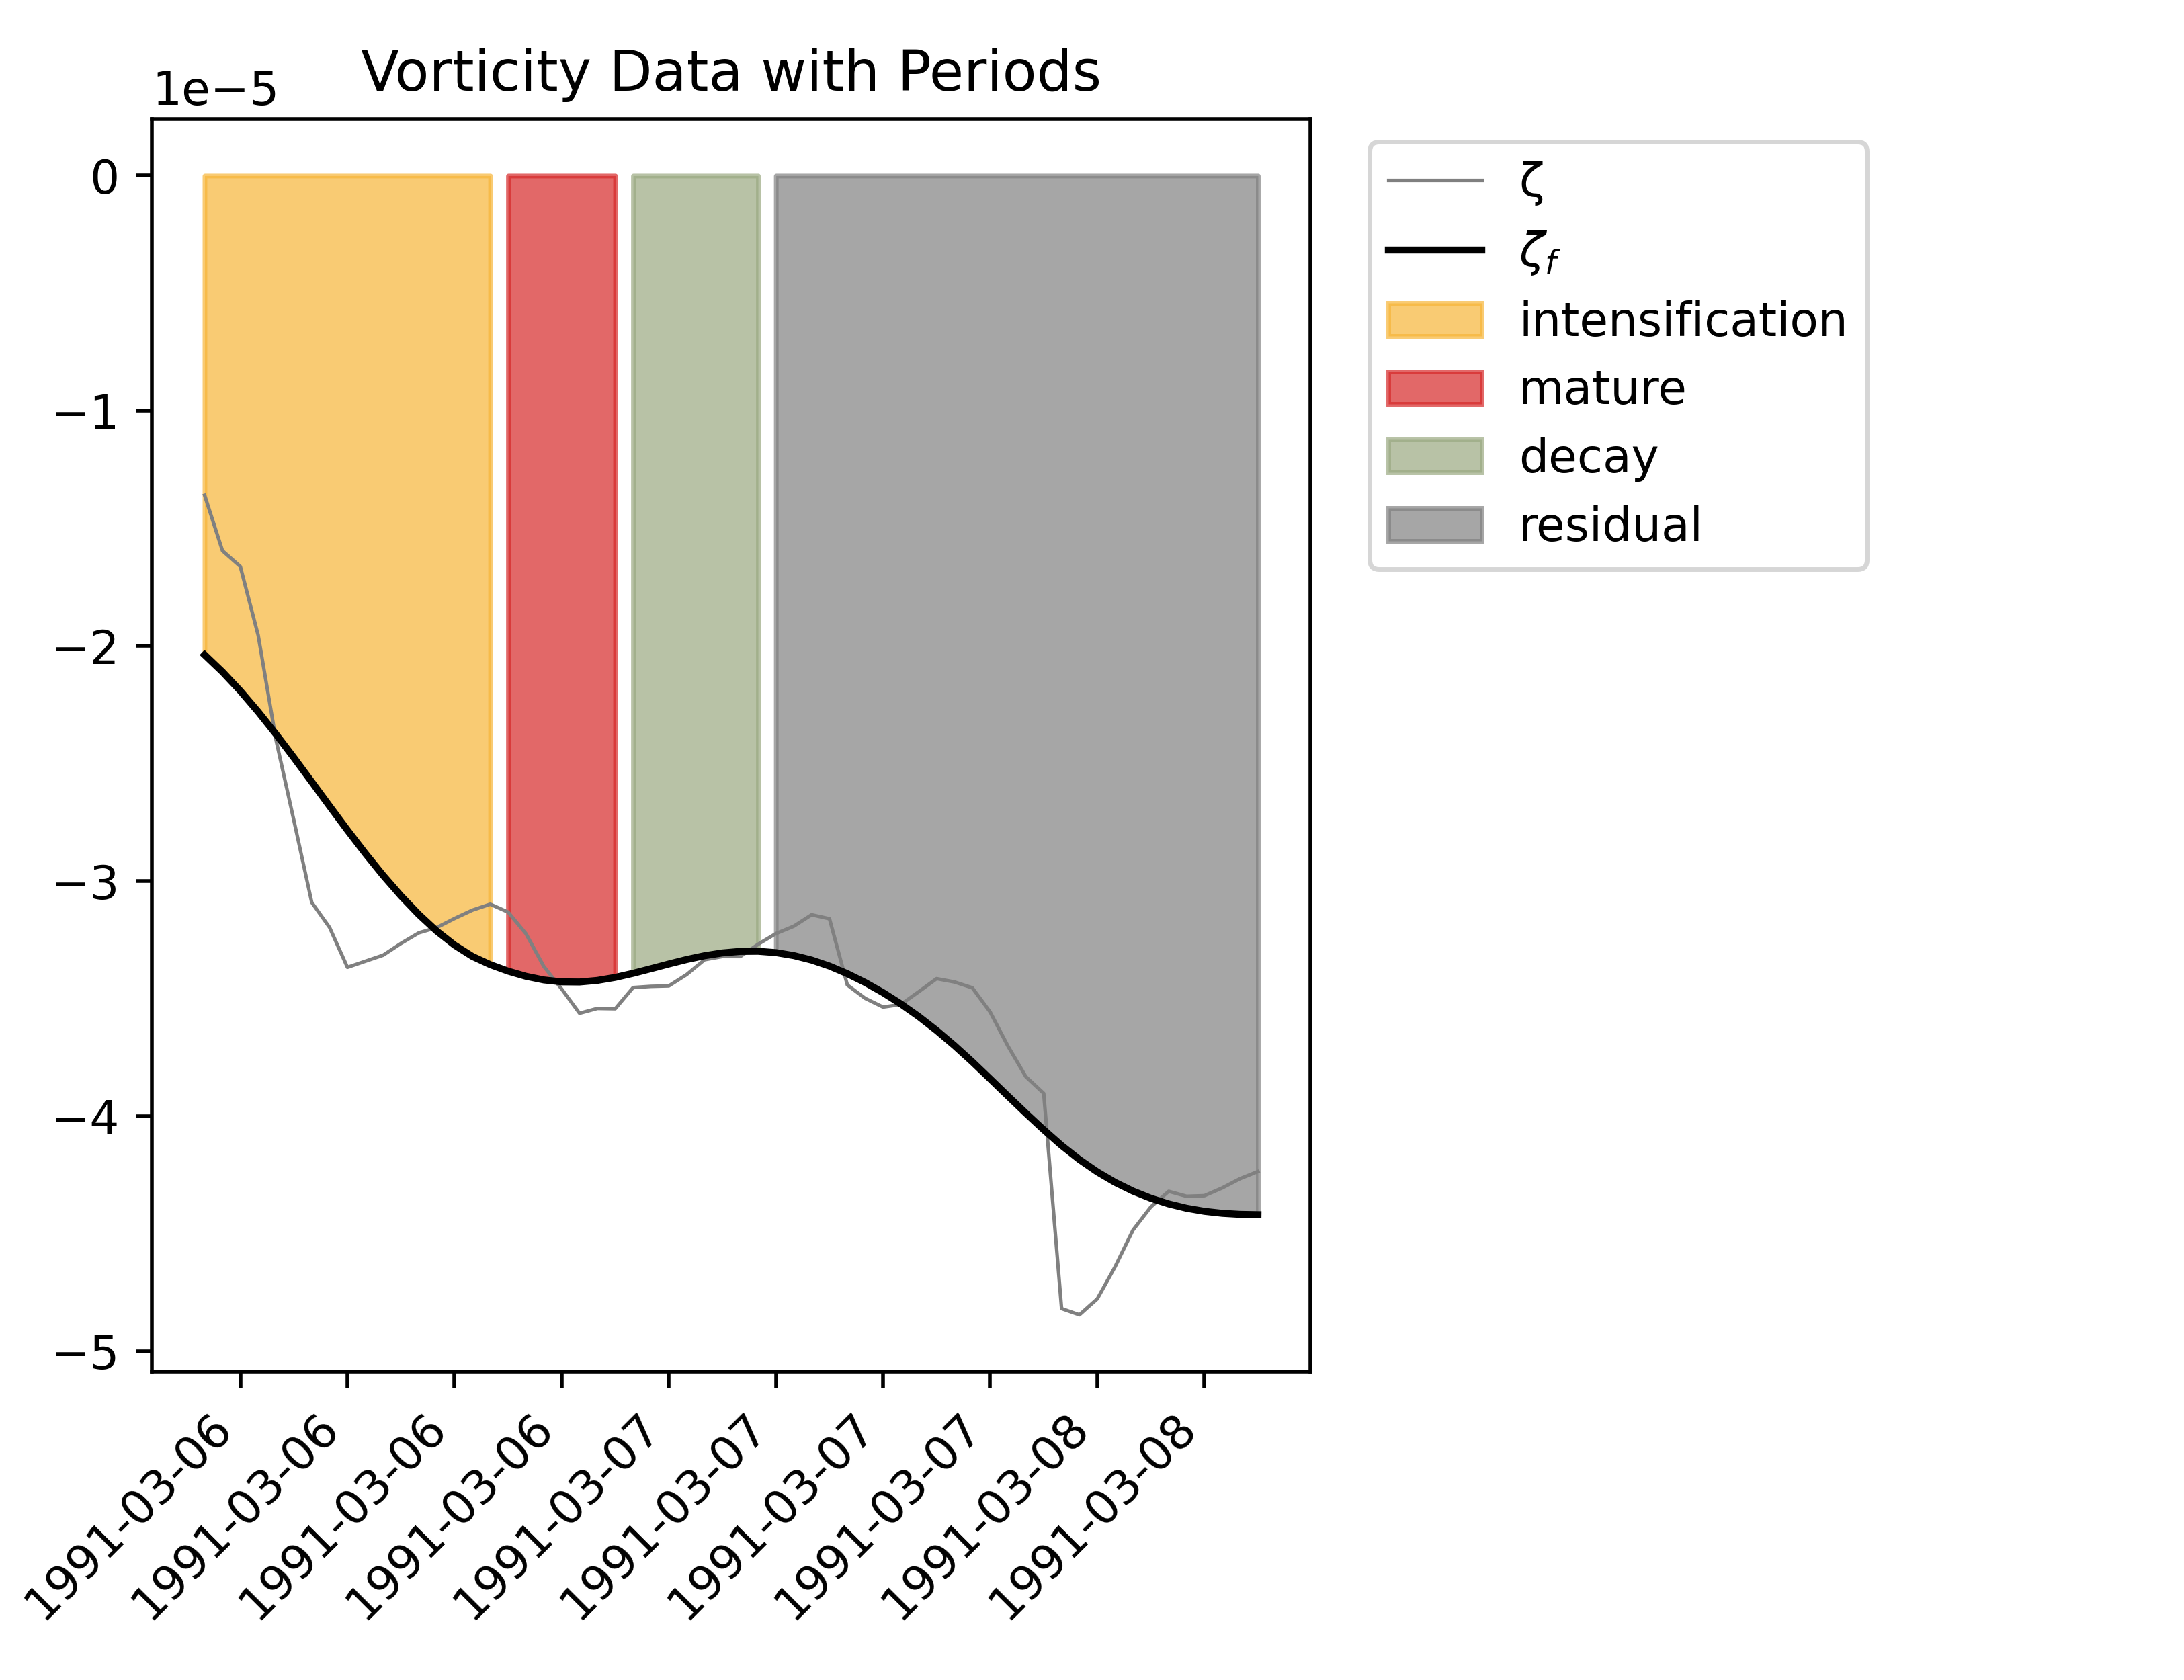 Vorticity Data with Periods
1e−5
0
−1
−2
−3
−4
−5
1991-03-06
1991-03-06
1991-03-06
1991-03-06
1991-03-07
1991-03-07
1991-03-07
1991-03-07
1991-03-08
1991-03-08
ζ
ζf
intensification
mature
decay
residual